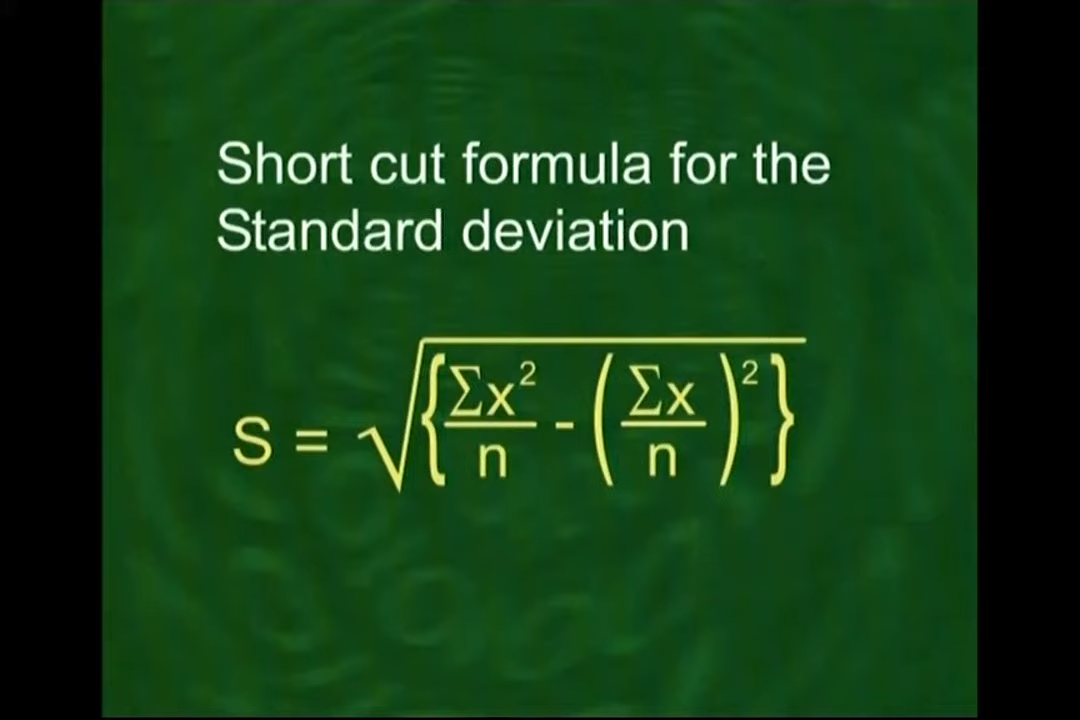 Short cut formula for the
Standard deviation
S = √{Σx²/n - (Σx/n)²}